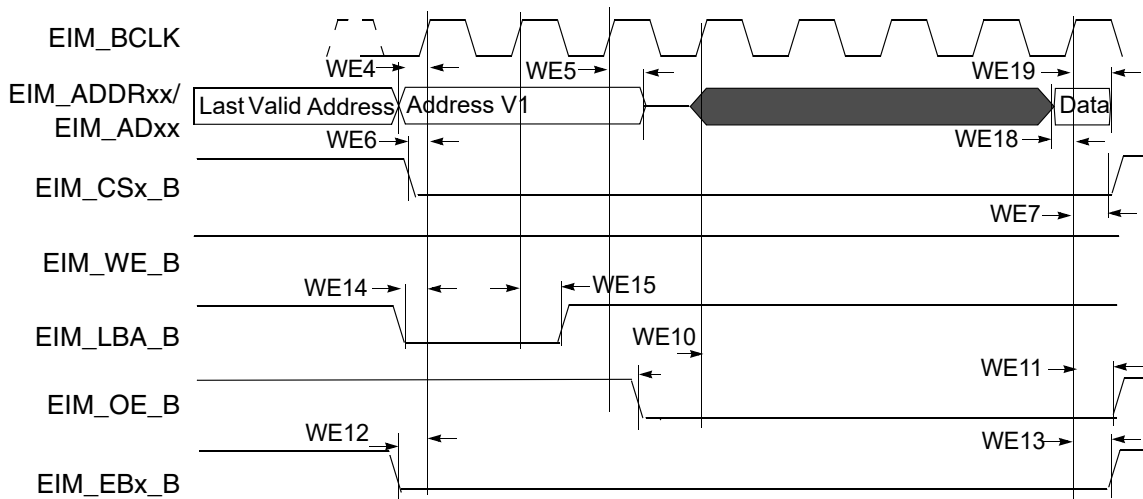 EIM_BCLK
WE4
WE5
WE19
EIM_ADDRxx/
EIM_ADxx
Last Valid Address
Address V1
Data
WE6
WE18
EIM_CSx_B
WE7
EIM_WE_B
WE14
WE15
EIM_LBA_B
WE10
WE11
EIM_OE_B
WE12
WE13
EIM_EBx_B